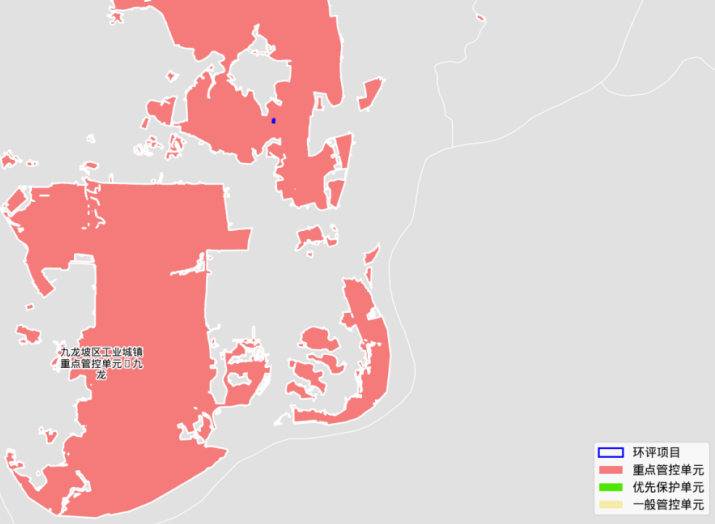 九龙坡区工业城镇
重点管控单元▯九
龙
环评项目
重点管控单元
优先保护单元
一般管控单元